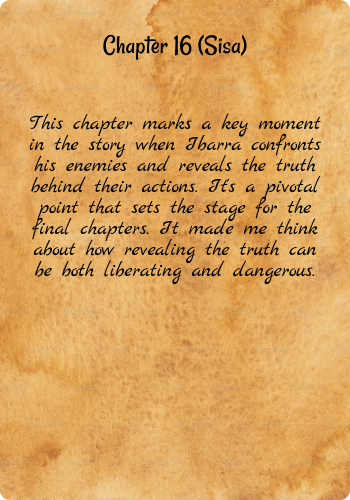 Chapter 16 (Sisa)
This chapter marks a key moment
in the story when Ibarra confronts
his enemies and reveals the truth
behind their actions. It's a pivotal
point that sets the stage for the
final chapters. It made me think
about how revealing the truth can
be both liberating and dangerous.